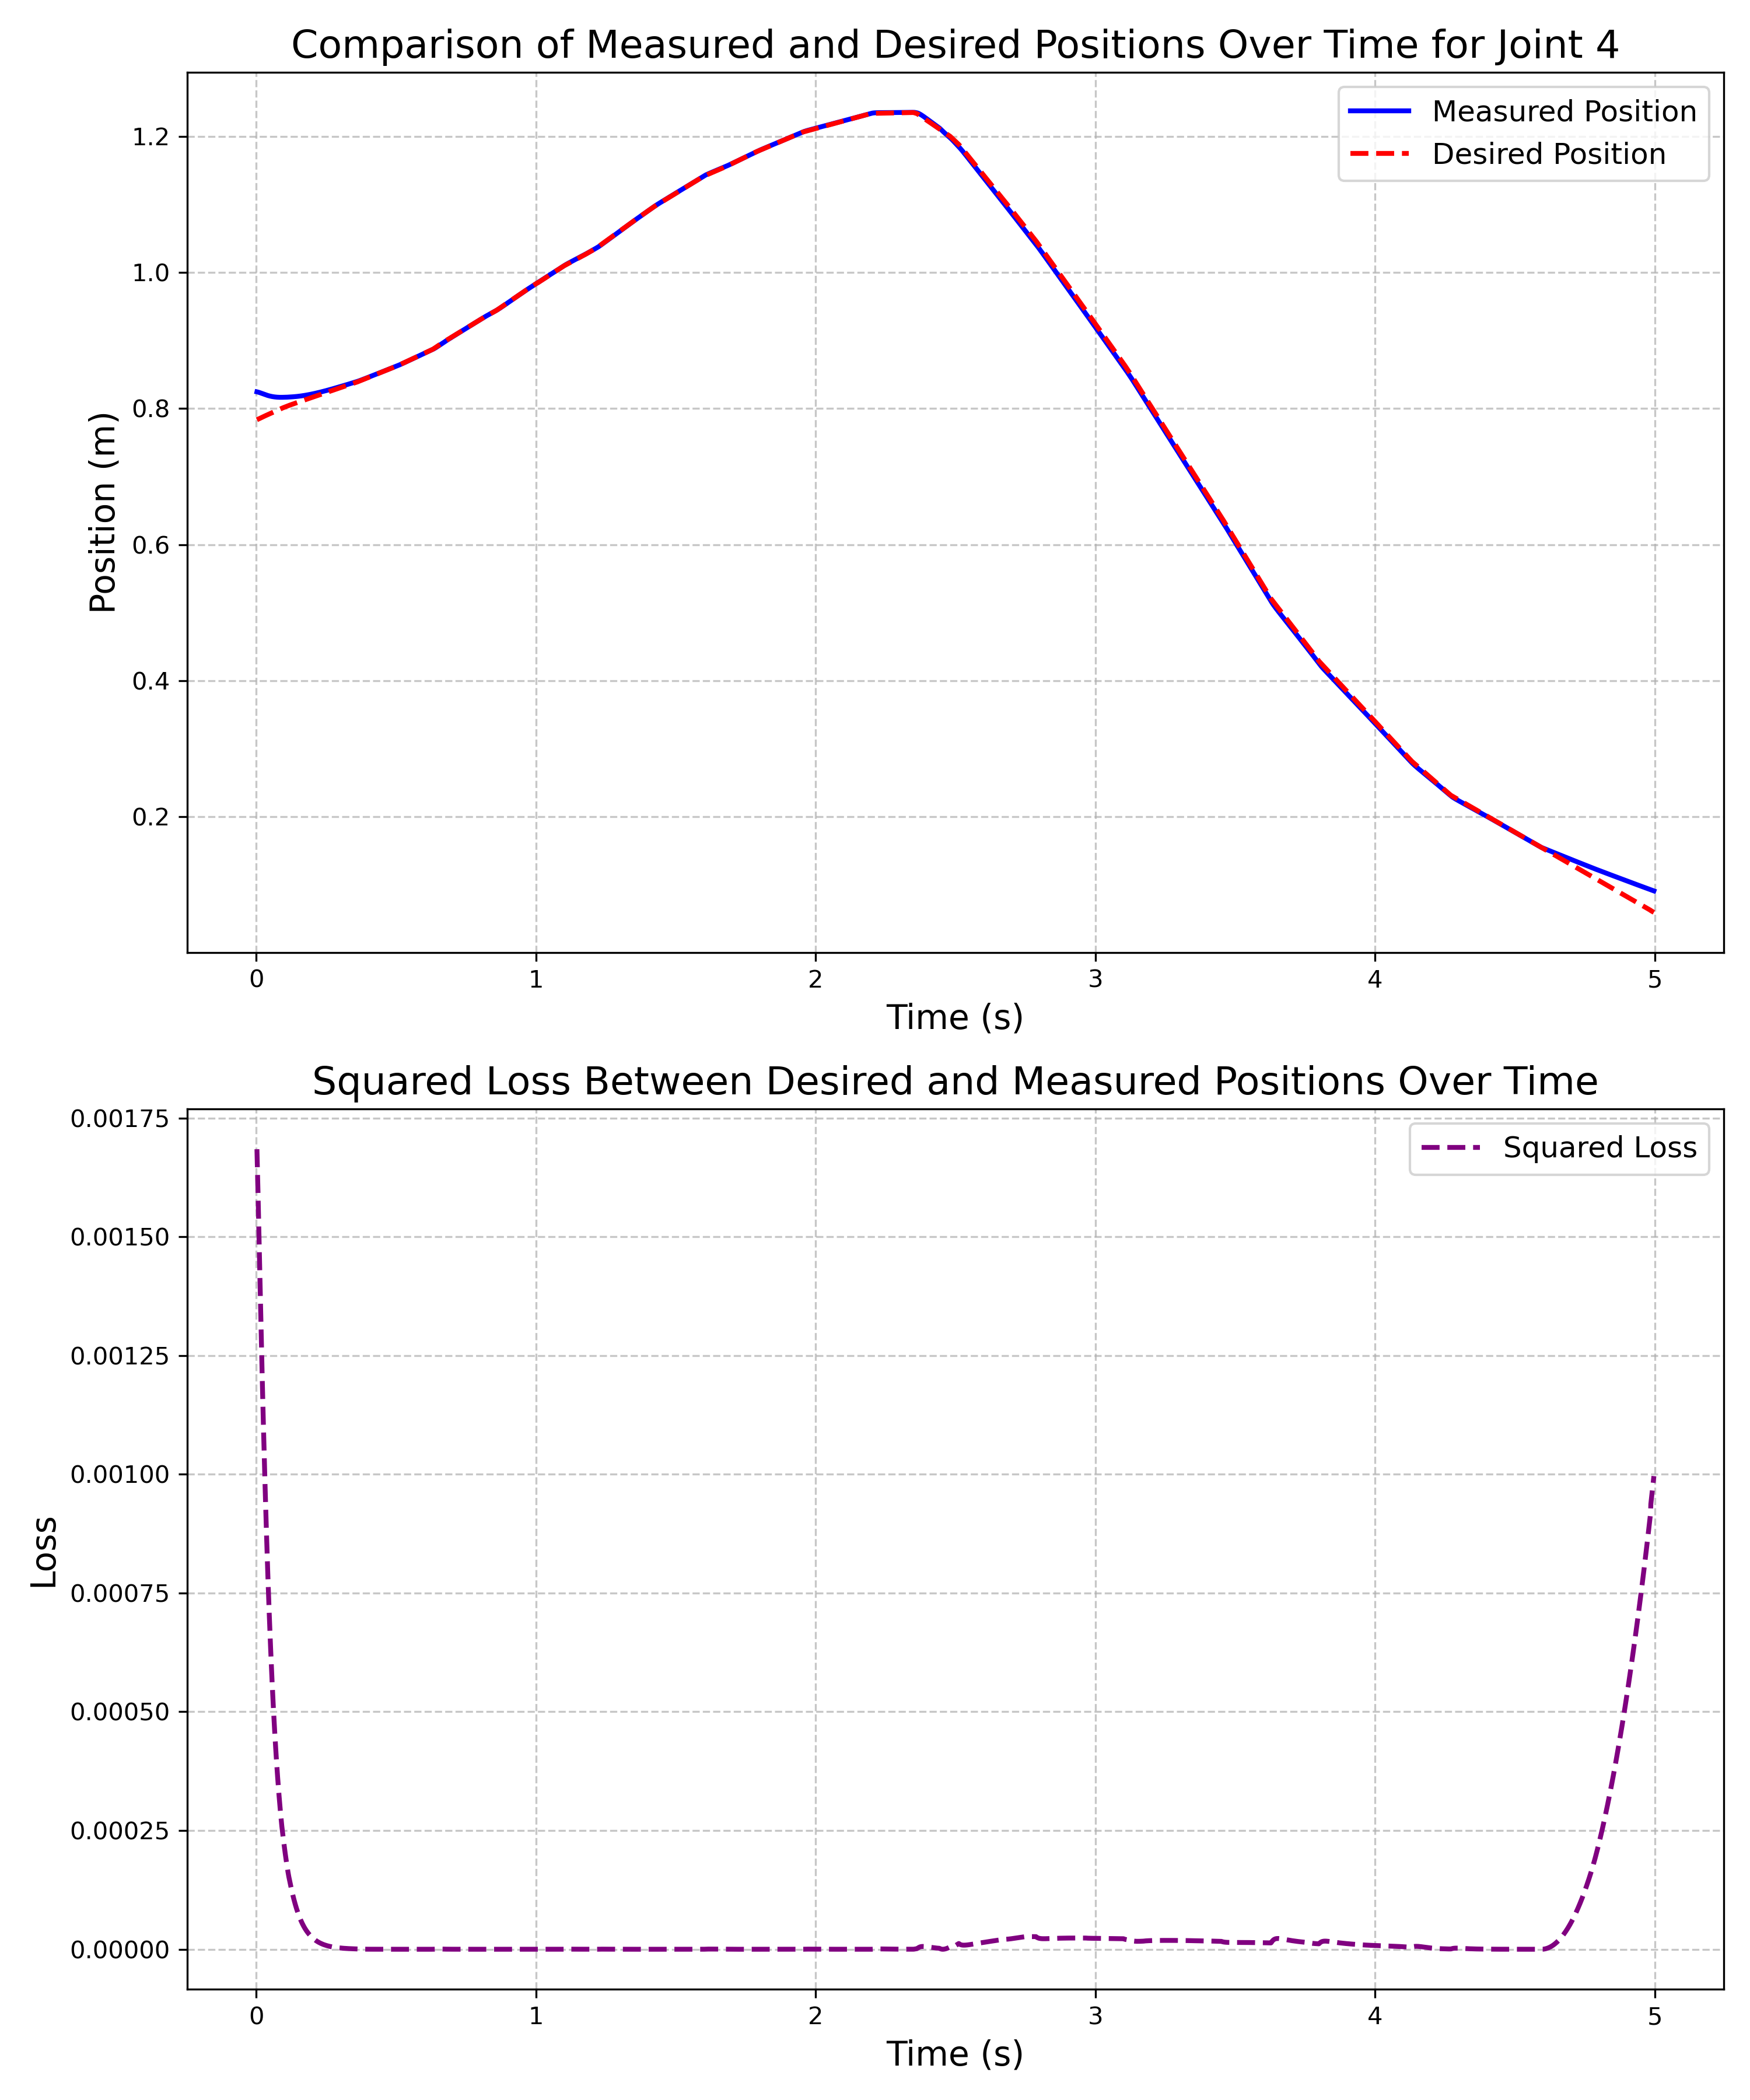 Comparison of Measured and Desired Positions Over Time for Joint 4
Measured Position
Desired Position
Position (m)
1.2
1.0
0.8
0.6
0.4
0.2
0
1
2
3
4
5
Time (s)
Squared Loss Between Desired and Measured Positions Over Time
Squared Loss
Loss
0.00175
0.00150
0.00125
0.00100
0.00075
0.00050
0.00025
0.00000
0
1
2
3
4
5
Time (s)